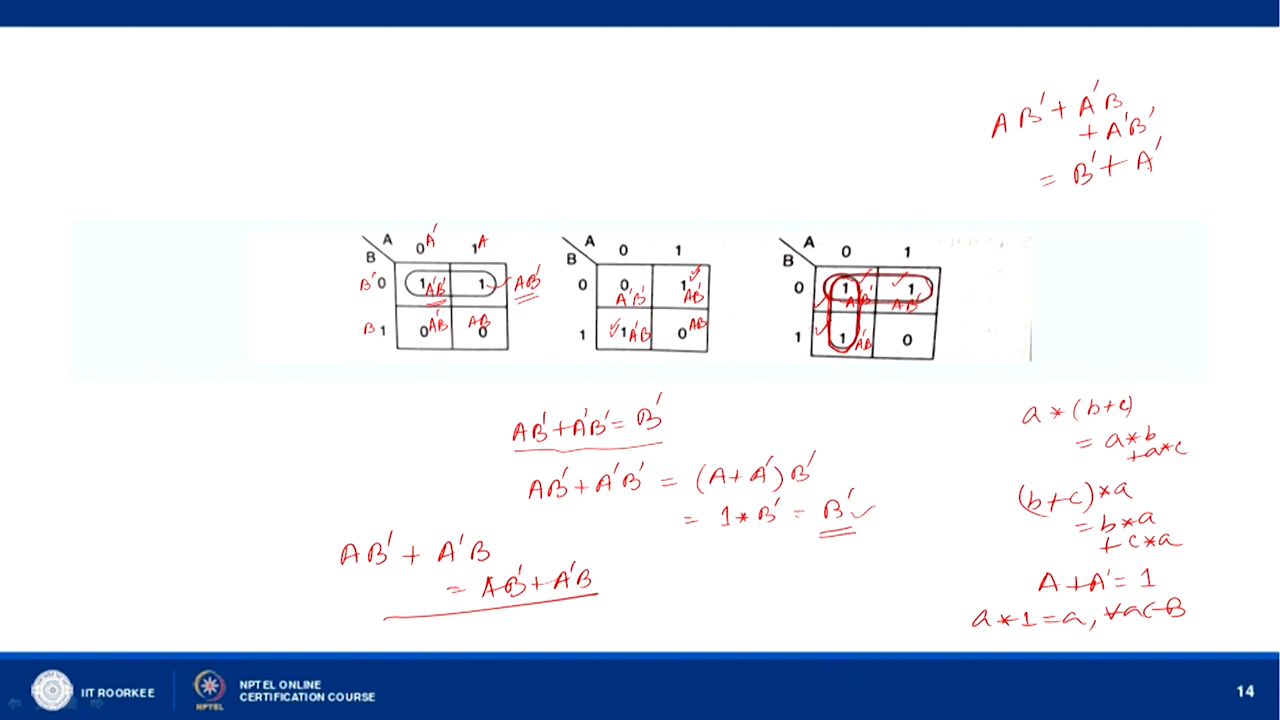 AB' + A'B
+ A'B'
= B' + A'
A A' A A
B 0 1A B 0 1 B 0 1
B' 0 1 A'B' 1 AB' 0 0 A'B' 1 AB' 0 1 A'B' 1 AB'
B 1 0 A'B 0 AB 1 1 A'B 0 AB 1 1 A'B 0
AB' + A'B' = B'
AB' + A'B' = (A + A')B'
= 1 * B' = B'
AB' + A'B
= AB' + A'B
a * (b+c)
= a*b
+a*c
(b+c)*a
= b*a
+ c*a
A + A' = 1
a * 1 = a, ∀a∈B
IIT ROORKEE
NPTEL
NPTEL ONLINE
CERTIFICATION COURSE
14